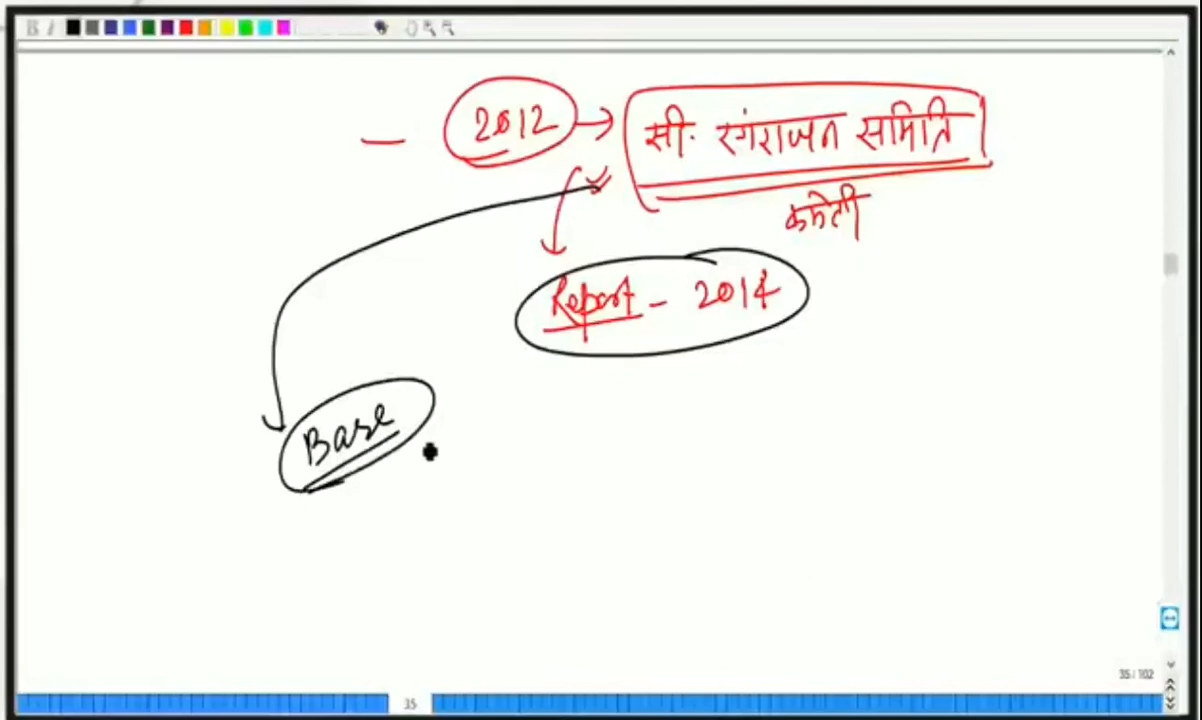 B I
— 2012 → सी. रंगराजन समिति
कमेटी
Report - 2014
Base
35 / 102
35